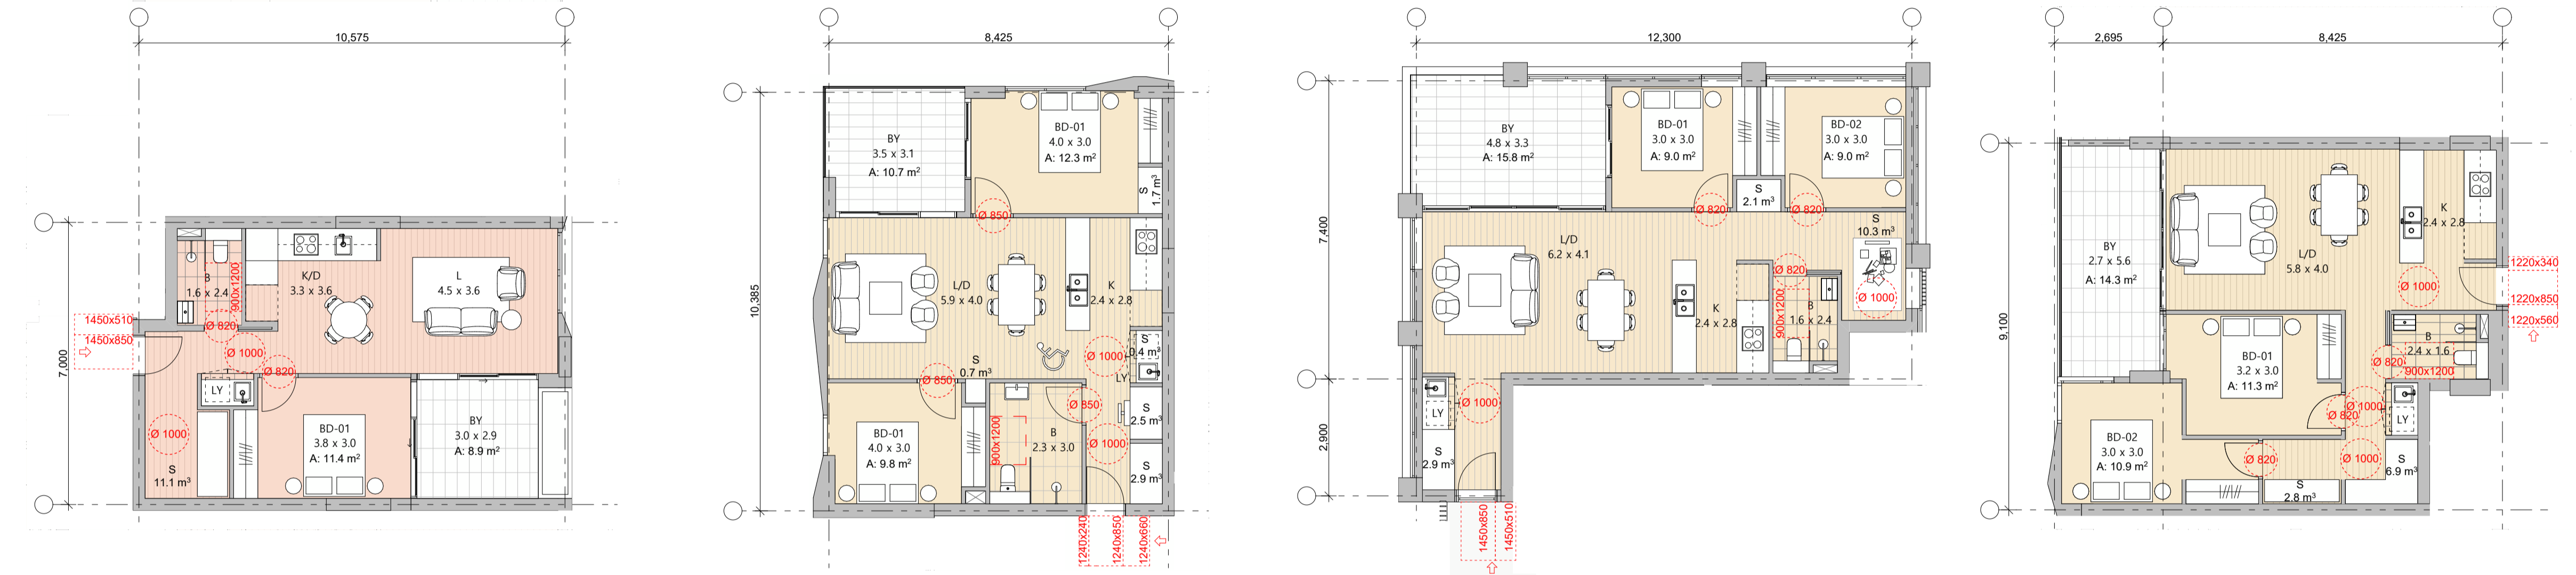 10,575
7,000
B
1.6 x 2.4
900x1200
K/D
3.3 x 3.6
L
4.5 x 3.6
1450x510
1450x850
Ø 820
Ø 1000
Ø 820
LY
Ø 1000
S
11.1 m³
BD-01
3.8 x 3.0
A: 11.4 m²
BY
3.0 x 2.9
A: 8.9 m²
8,425
10,385
BY
3.5 x 3.1
A: 10.7 m²
BD-01
4.0 x 3.0
A: 12.3 m²
S
1.7 m³
Ø 850
L/D
5.9 x 4.0
K
2.4 x 2.8
S
0.7 m³
Ø 1000
S
0.4 m³
LY
Ø 850
Ø 850
S
2.5 m³
BD-01
4.0 x 3.0
A: 9.8 m²
900x1200
B
2.3 x 3.0
Ø 1000
S
2.9 m³
1240x240
1240x850
1240x660
12,300
7,400
2,900
BY
4.8 x 3.3
A: 15.8 m²
BD-01
3.0 x 3.0
A: 9.0 m²
BD-02
3.0 x 3.0
A: 9.0 m²
S
2.1 m³
Ø 820
Ø 820
S
10.3 m³
L/D
6.2 x 4.1
Ø 820
Ø 1000
K
2.4 x 2.8
900x1200
B
1.6 x 2.4
LY
Ø 1000
S
2.9 m³
1450x850
1450x510
2,695
8,425
9,100
BY
2.7 x 5.6
A: 14.3 m²
L/D
5.8 x 4.0
K
2.4 x 2.8
Ø 1000
1220x340
1220x850
1220x560
BD-01
3.2 x 3.0
A: 11.3 m²
B
2.4 x 1.6
Ø 820
900x1200
Ø 1000
Ø 820
LY
BD-02
3.0 x 3.0
A: 10.9 m²
Ø 820
Ø 1000
S
6.9 m³
S
2.8 m³